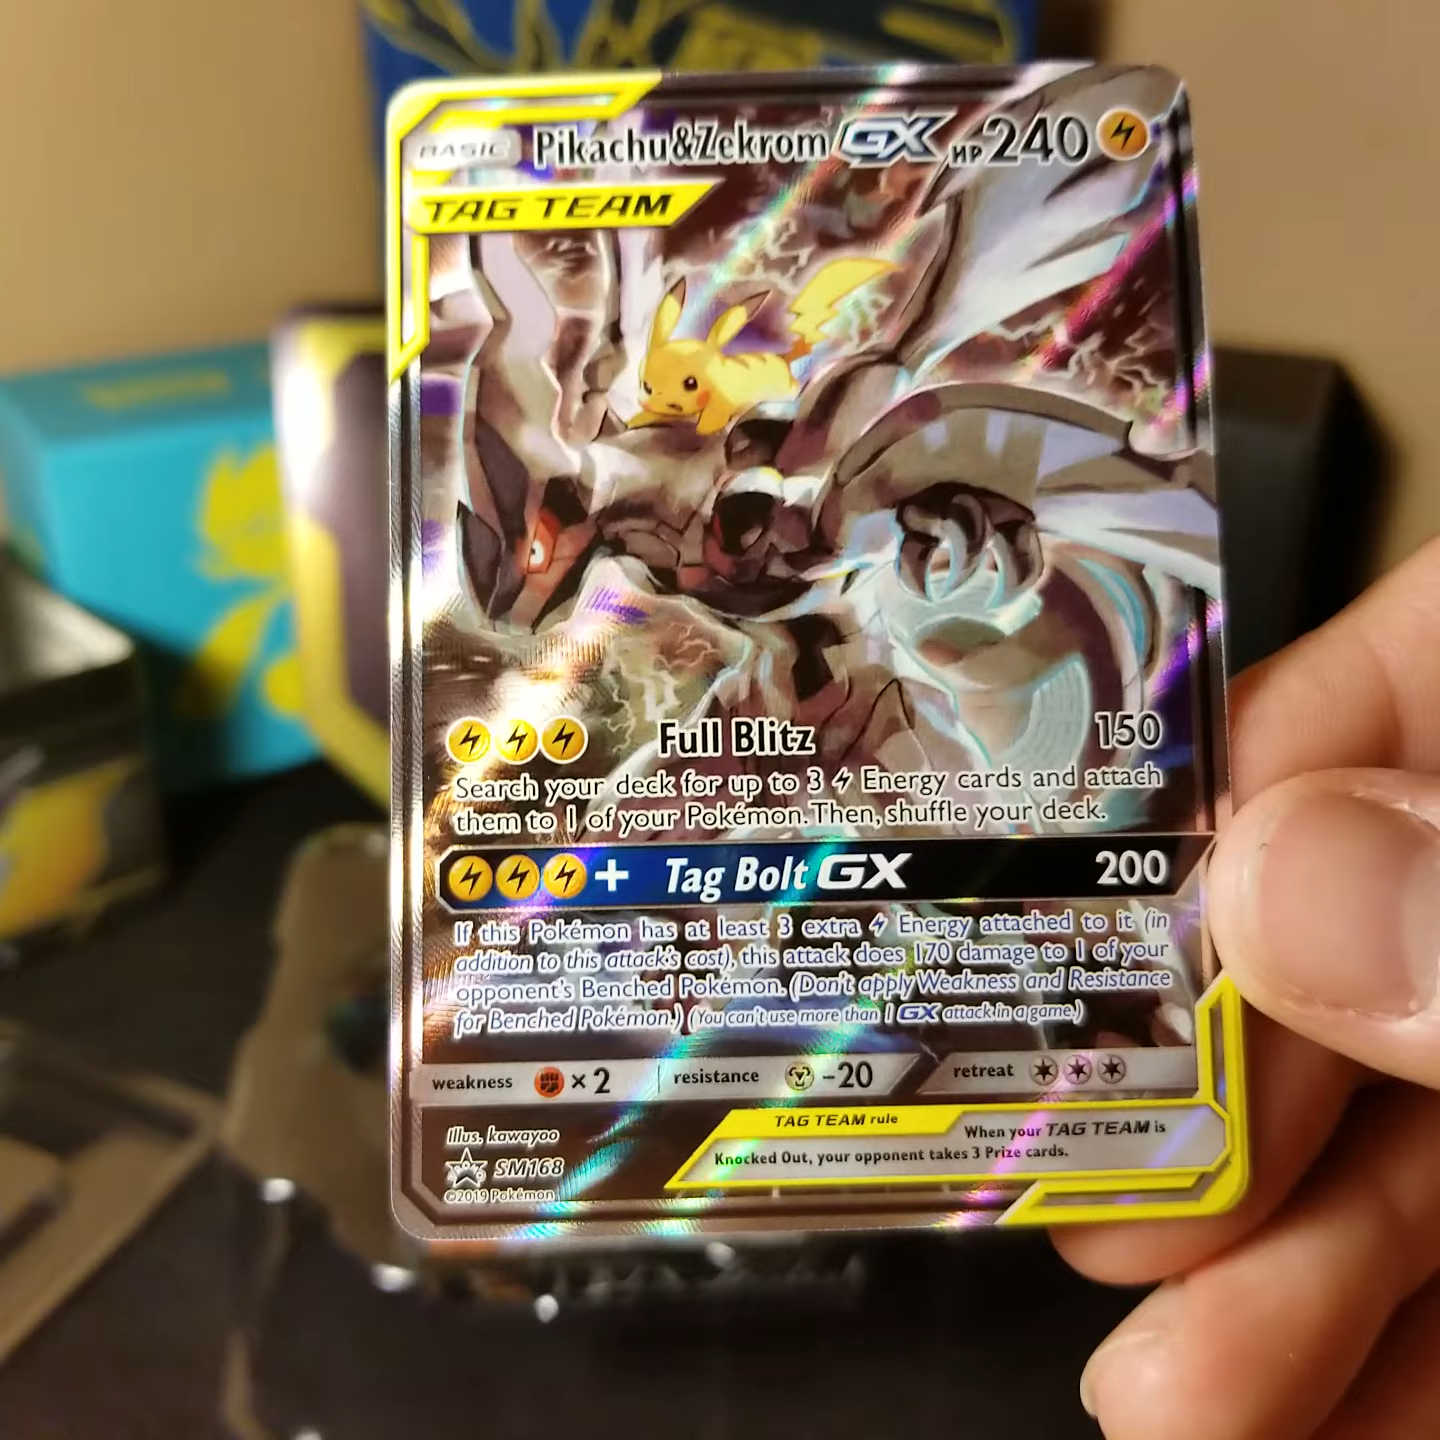 BASIC Pikachu&Zekrom GX HP 240
TAG TEAM
Full Blitz 150
Search your deck for up to 3 Energy cards and attach
them to 1 of your Pokémon. Then, shuffle your deck.
+ Tag Bolt GX 200
If this Pokémon has at least 3 extra Energy attached to it (in
addition to this attack's cost), this attack does 170 damage to 1 of your
opponent's Benched Pokémon. (Don't apply Weakness and Resistance
for Benched Pokémon.) (You can't use more than 1 GX attack in a game.)
weakness ×2 resistance -20 retreat
TAG TEAM rule
When your TAG TEAM is
Knocked Out, your opponent takes 3 Prize cards.
Illus. kawayoo
SM168
©2019 Pokémon